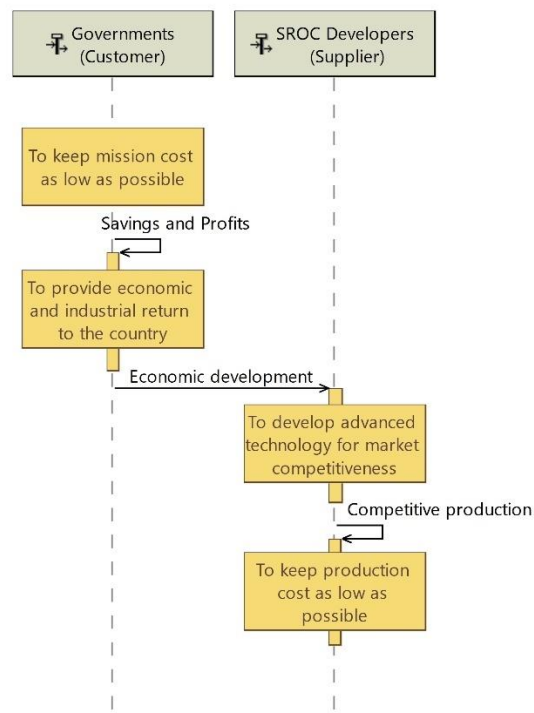 Governments
(Customer)
SROC Developers
(Supplier)
To keep mission cost
as low as possible
Savings and Profits
To provide economic
and industrial return
to the country
Economic development
To develop advanced
technology for market
competitiveness
Competitive production
To keep production
cost as low as
possible